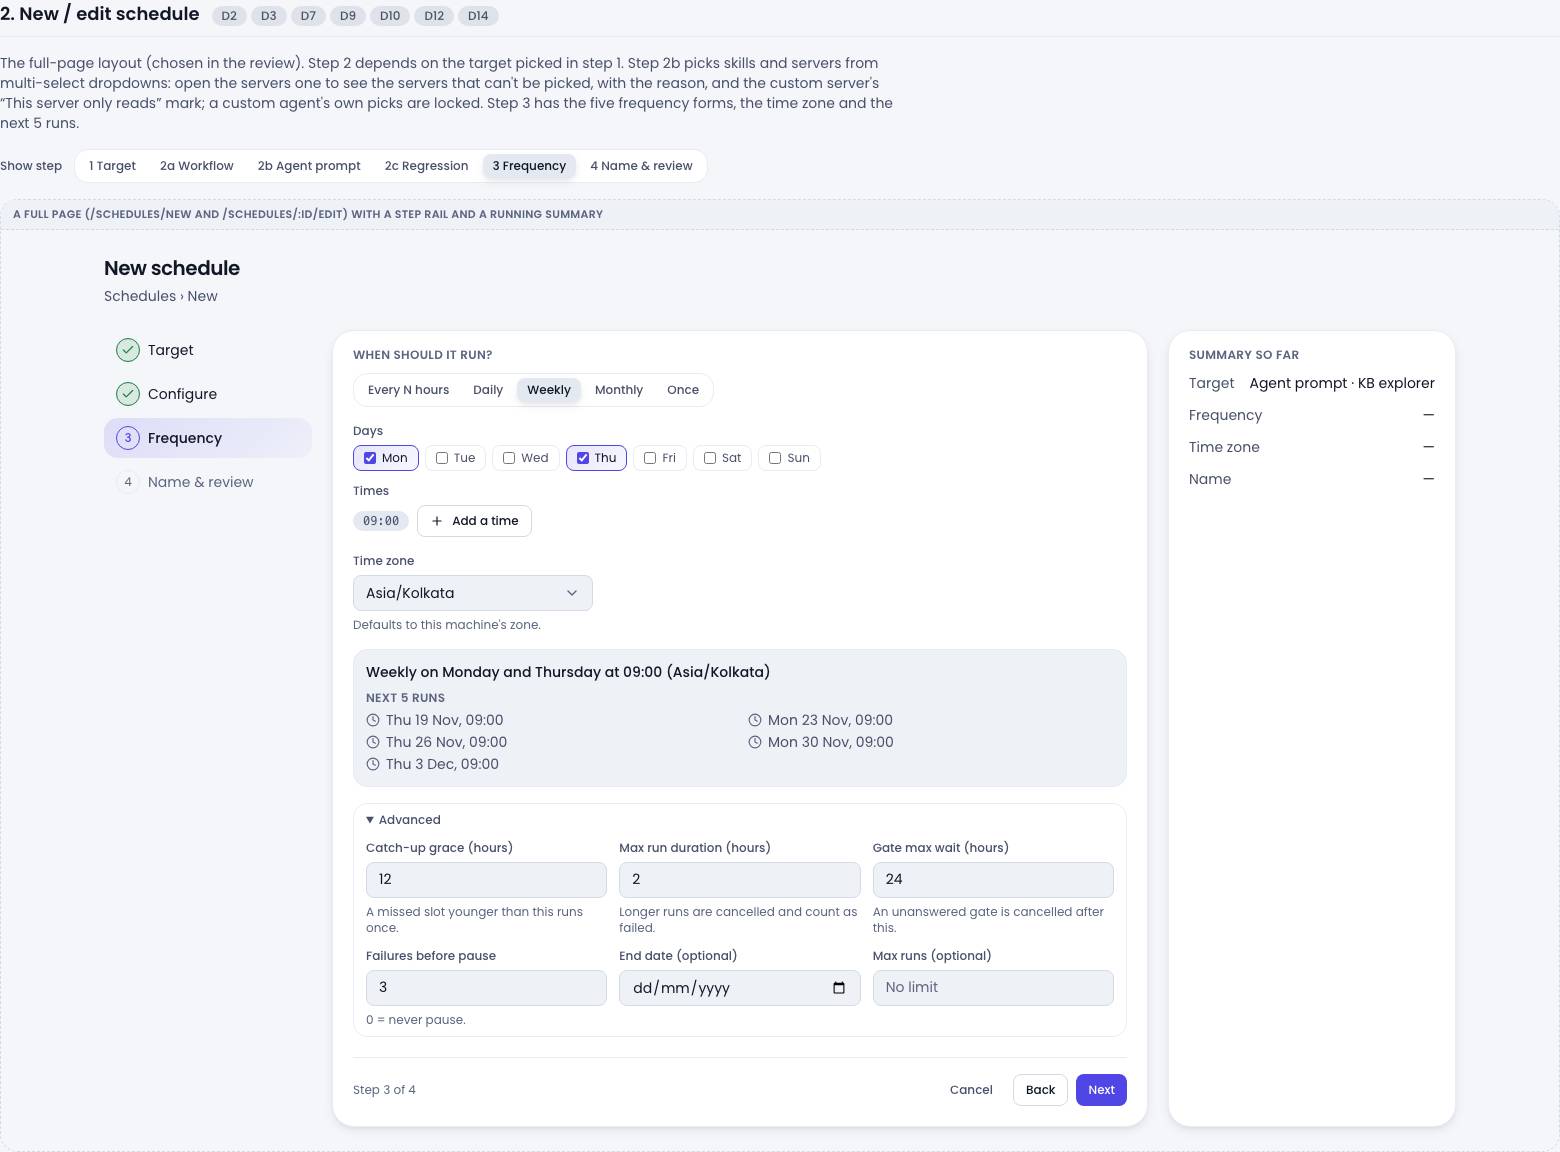 2. New / edit schedule D2 D3 D7 D9 D10 D12 D14
The full-page layout (chosen in the review). Step 2 depends on the target picked in step 1. Step 2b picks skills and servers from
multi-select dropdowns: open the servers one to see the servers that can't be picked, with the reason, and the custom server's
“This server only reads” mark; a custom agent's own picks are locked. Step 3 has the five frequency forms, the time zone and the
next 5 runs.
Show step 1 Target 2a Workflow 2b Agent prompt 2c Regression 3 Frequency 4 Name & review
A FULL PAGE (/SCHEDULES/NEW AND /SCHEDULES/:ID/EDIT) WITH A STEP RAIL AND A RUNNING SUMMARY
New schedule
Schedules › New
Target
Configure
3 Frequency
4 Name & review
WHEN SHOULD IT RUN?
Every N hours Daily Weekly Monthly Once
Days
Mon Tue Wed Thu Fri Sat Sun
Times
09:00 + Add a time
Time zone
Asia/Kolkata
Defaults to this machine's zone.
Weekly on Monday and Thursday at 09:00 (Asia/Kolkata)
NEXT 5 RUNS
Thu 19 Nov, 09:00 Mon 23 Nov, 09:00
Thu 26 Nov, 09:00 Mon 30 Nov, 09:00
Thu 3 Dec, 09:00
▼ Advanced
Catch-up grace (hours) Max run duration (hours) Gate max wait (hours)
12 2 24
A missed slot younger than this runs Longer runs are cancelled and count as An unanswered gate is cancelled after
once. failed. this.
Failures before pause End date (optional) Max runs (optional)
3 dd/mm/yyyy No limit
0 = never pause.
Step 3 of 4 Cancel Back Next
SUMMARY SO FAR
Target Agent prompt · KB explorer
Frequency —
Time zone —
Name —